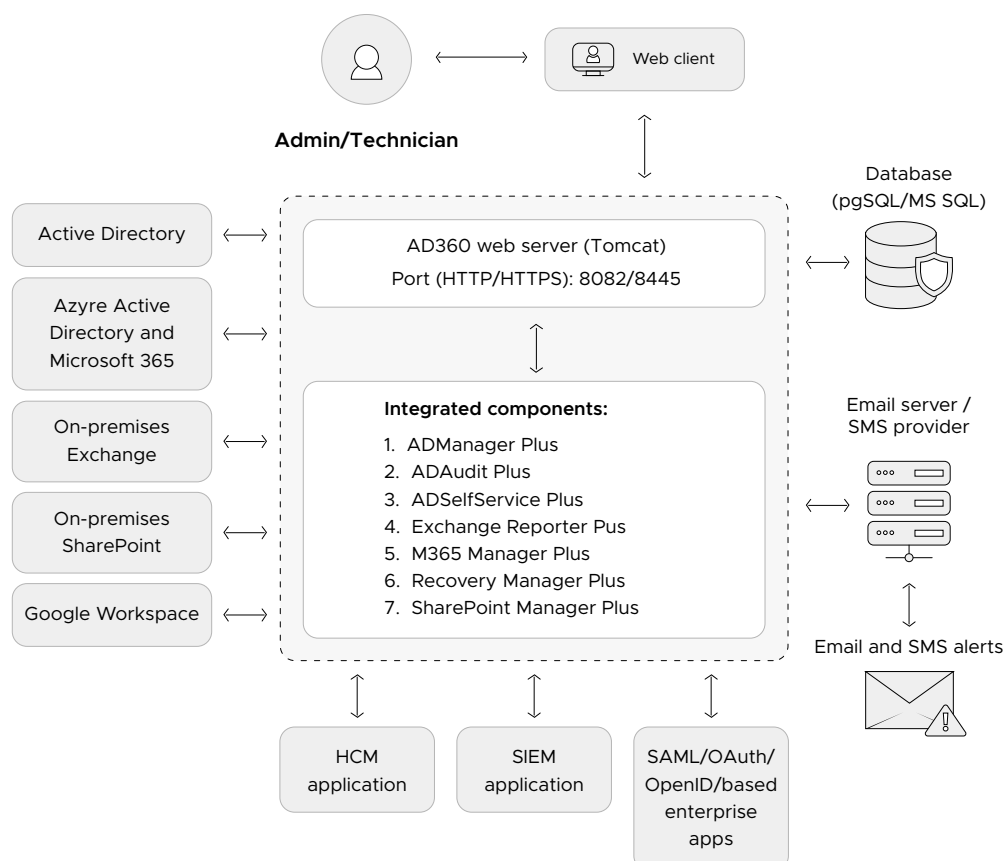 Web client
Admin/Technician
Database
(pgSQL/MS SQL)
Active Directory
Azyre Active
Directory and
Microsoft 365
On-premises
Exchange
On-premises
SharePoint
Google Workspace
AD360 web server (Tomcat)
Port (HTTP/HTTPS): 8082/8445
Integrated components:
1. ADManager Plus
2. ADAudit Plus
3. ADSelfService Plus
4. Exchange Reporter Pus
5. M365 Manager Plus
6. Recovery Manager Plus
7. SharePoint Manager Plus
Email server /
SMS provider
Email and SMS alerts
HCM
application
SIEM
application
SAML/OAuth/
OpenID/based
enterprise
apps